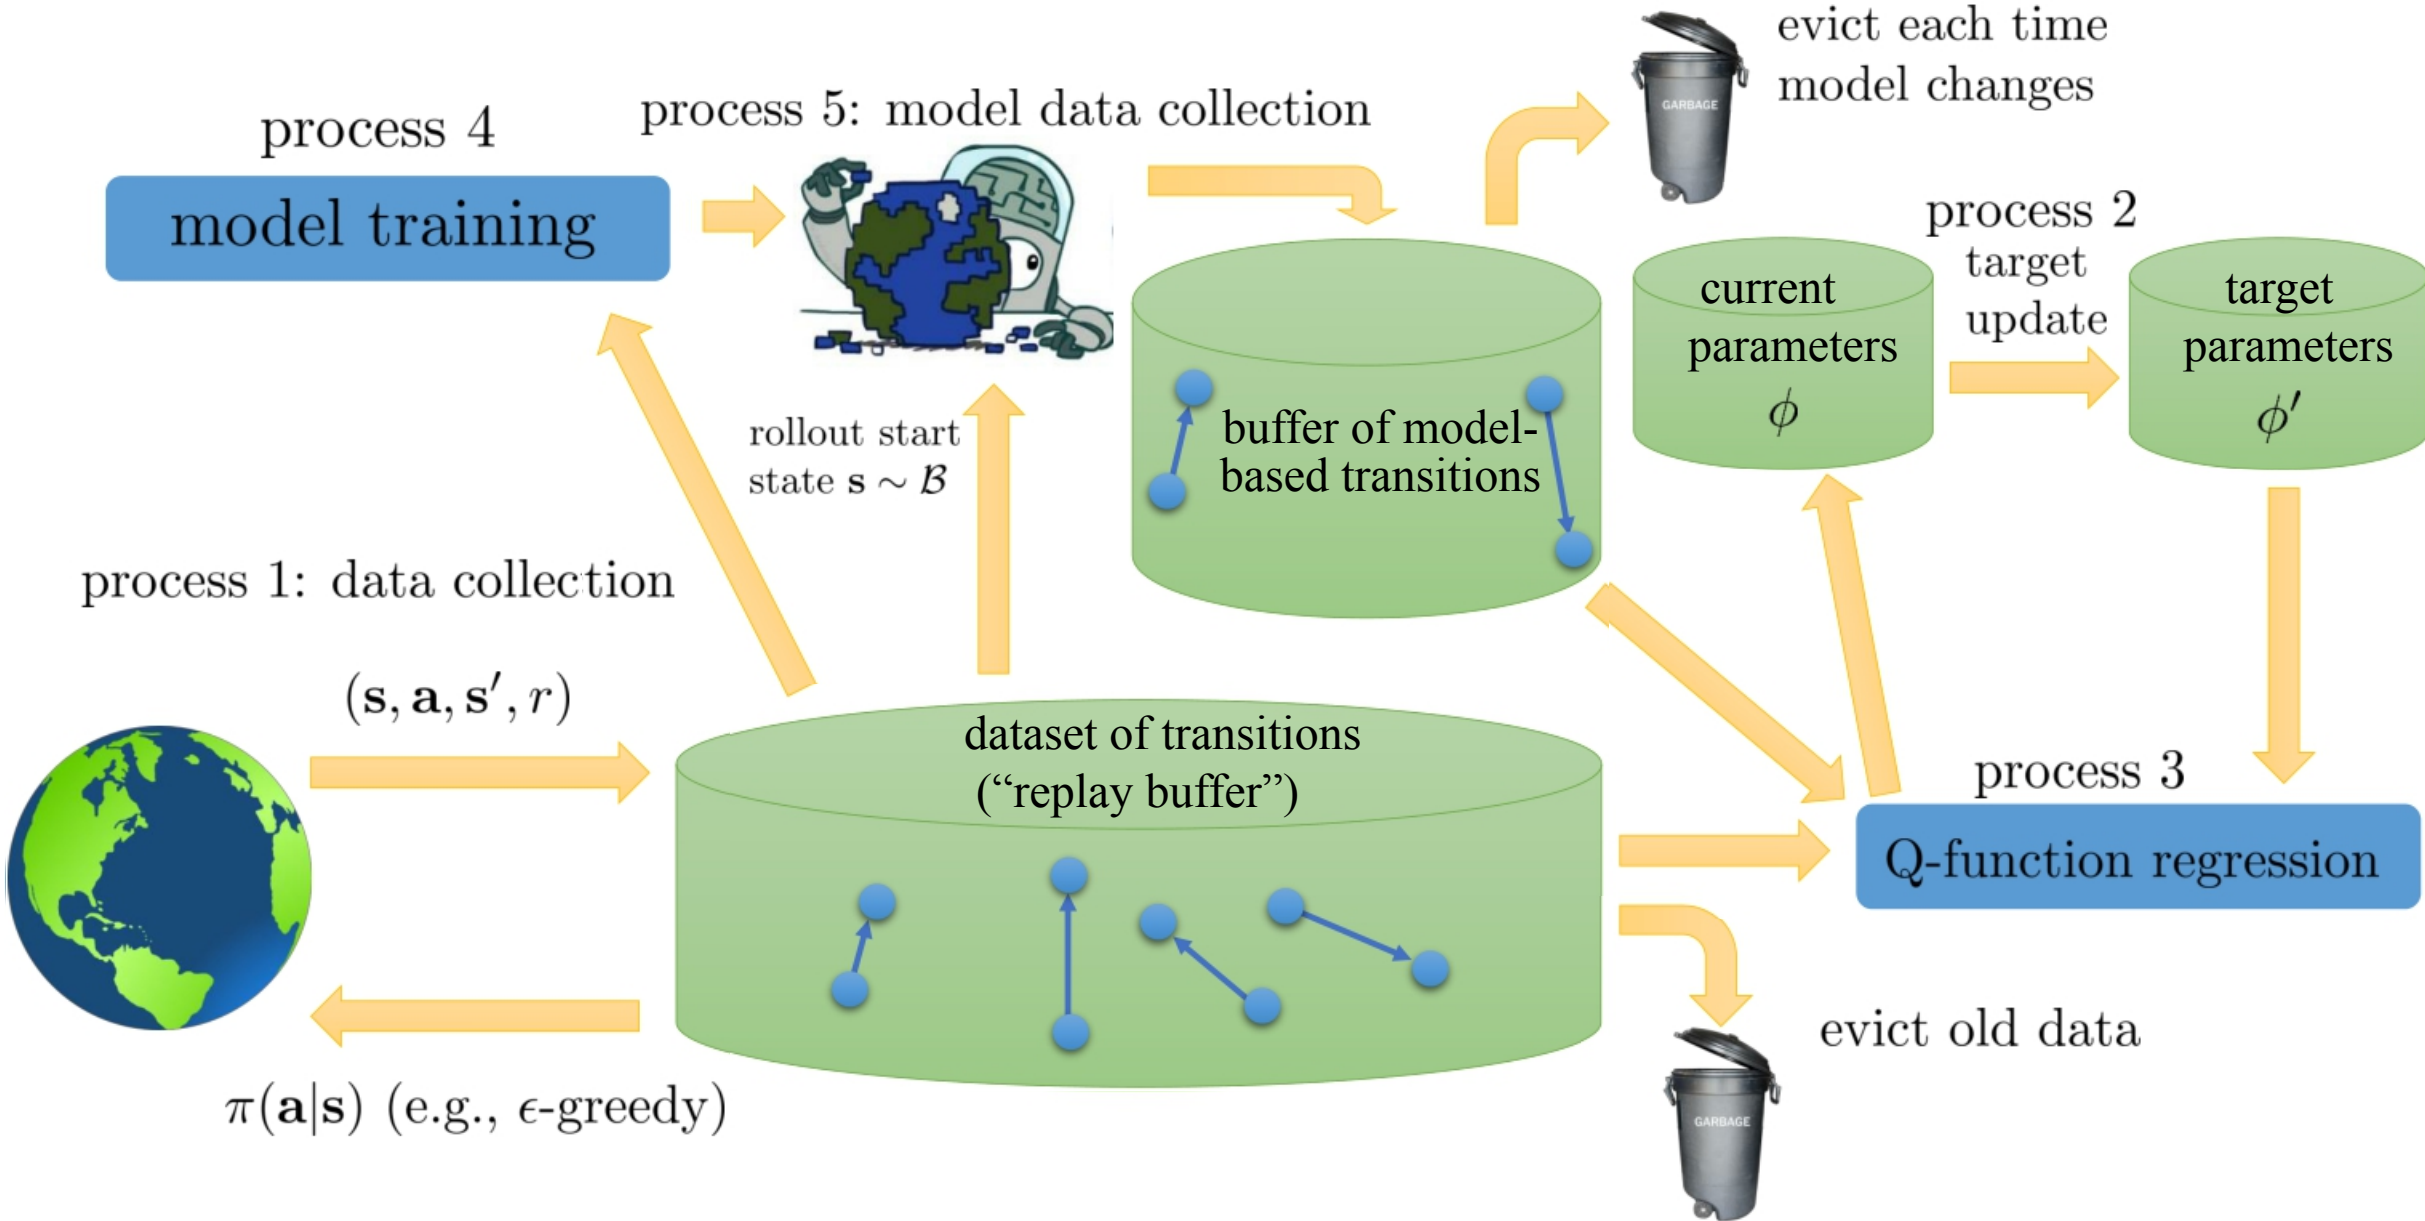 evict each time
model changes
GARBAGE
process 4
model training
process 5: model data collection
process 2
target
update
current
parameters
ϕ
target
parameters
ϕ′
buffer of model-
based transitions
rollout start
state s ∼ B
process 1: data collection
(s, a, s′, r)
dataset of transitions
(“replay buffer”)
process 3
Q-function regression
evict old data
GARBAGE
π(a|s) (e.g., ϵ-greedy)